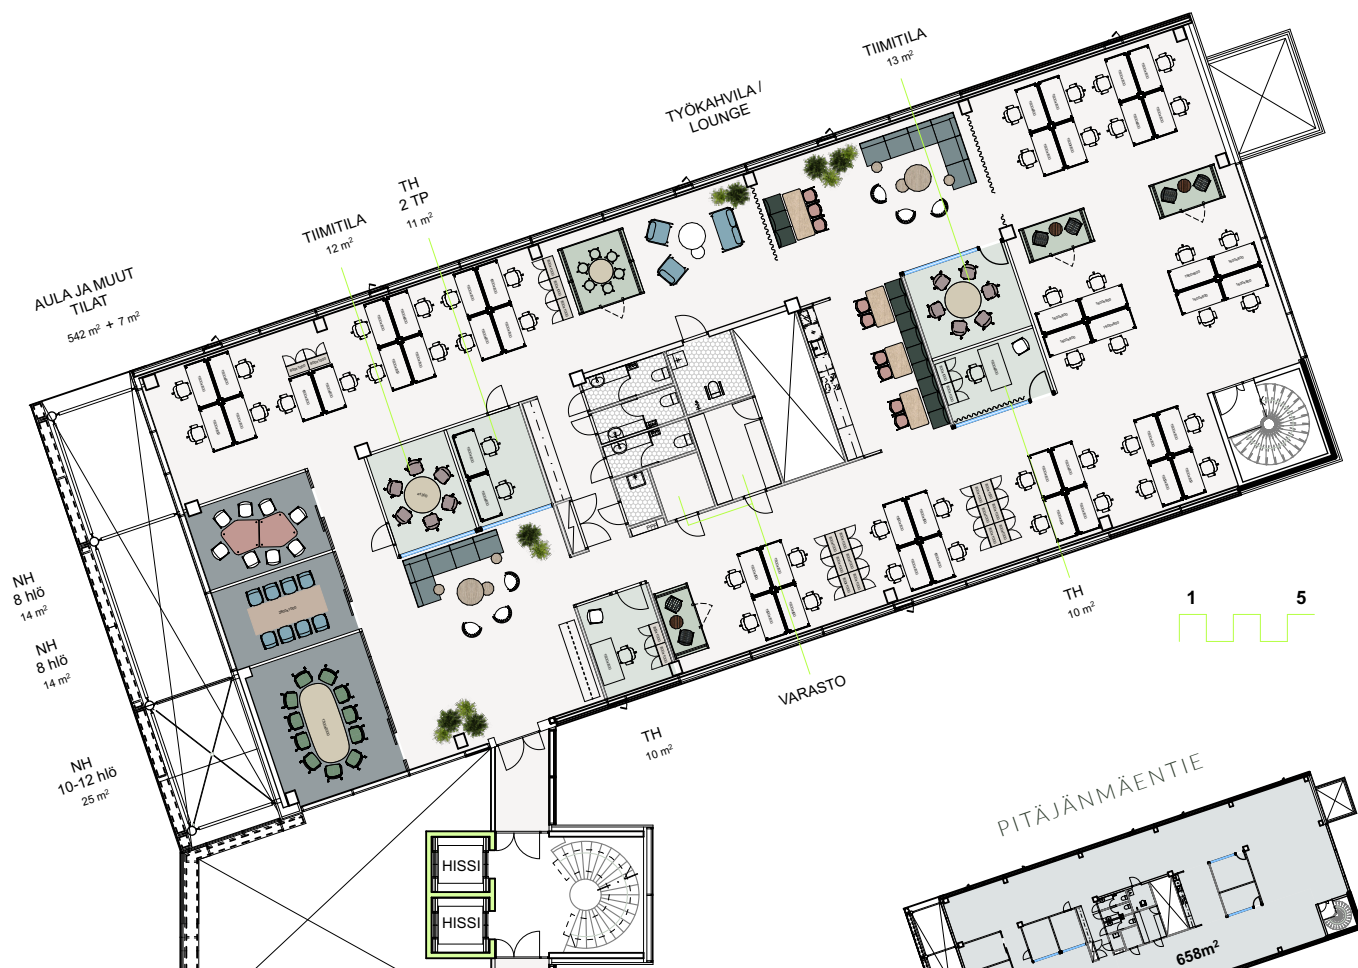 TIIMITILA
13 m²
TYÖKAHVILA /
LOUNGE
TH
2 TP
11 m²
TIIMITILA
12 m²
AULA JA MUUT
TILAT
542 m² + 7 m²
NH
8 hlö
14 m²
NH
8 hlö
14 m²
NH
10-12 hlö
25 m²
TH
10 m²
VARASTO
TH
10 m²
1 5
HISSI
HISSI
PITÄJÄNMÄENTIE
658m²